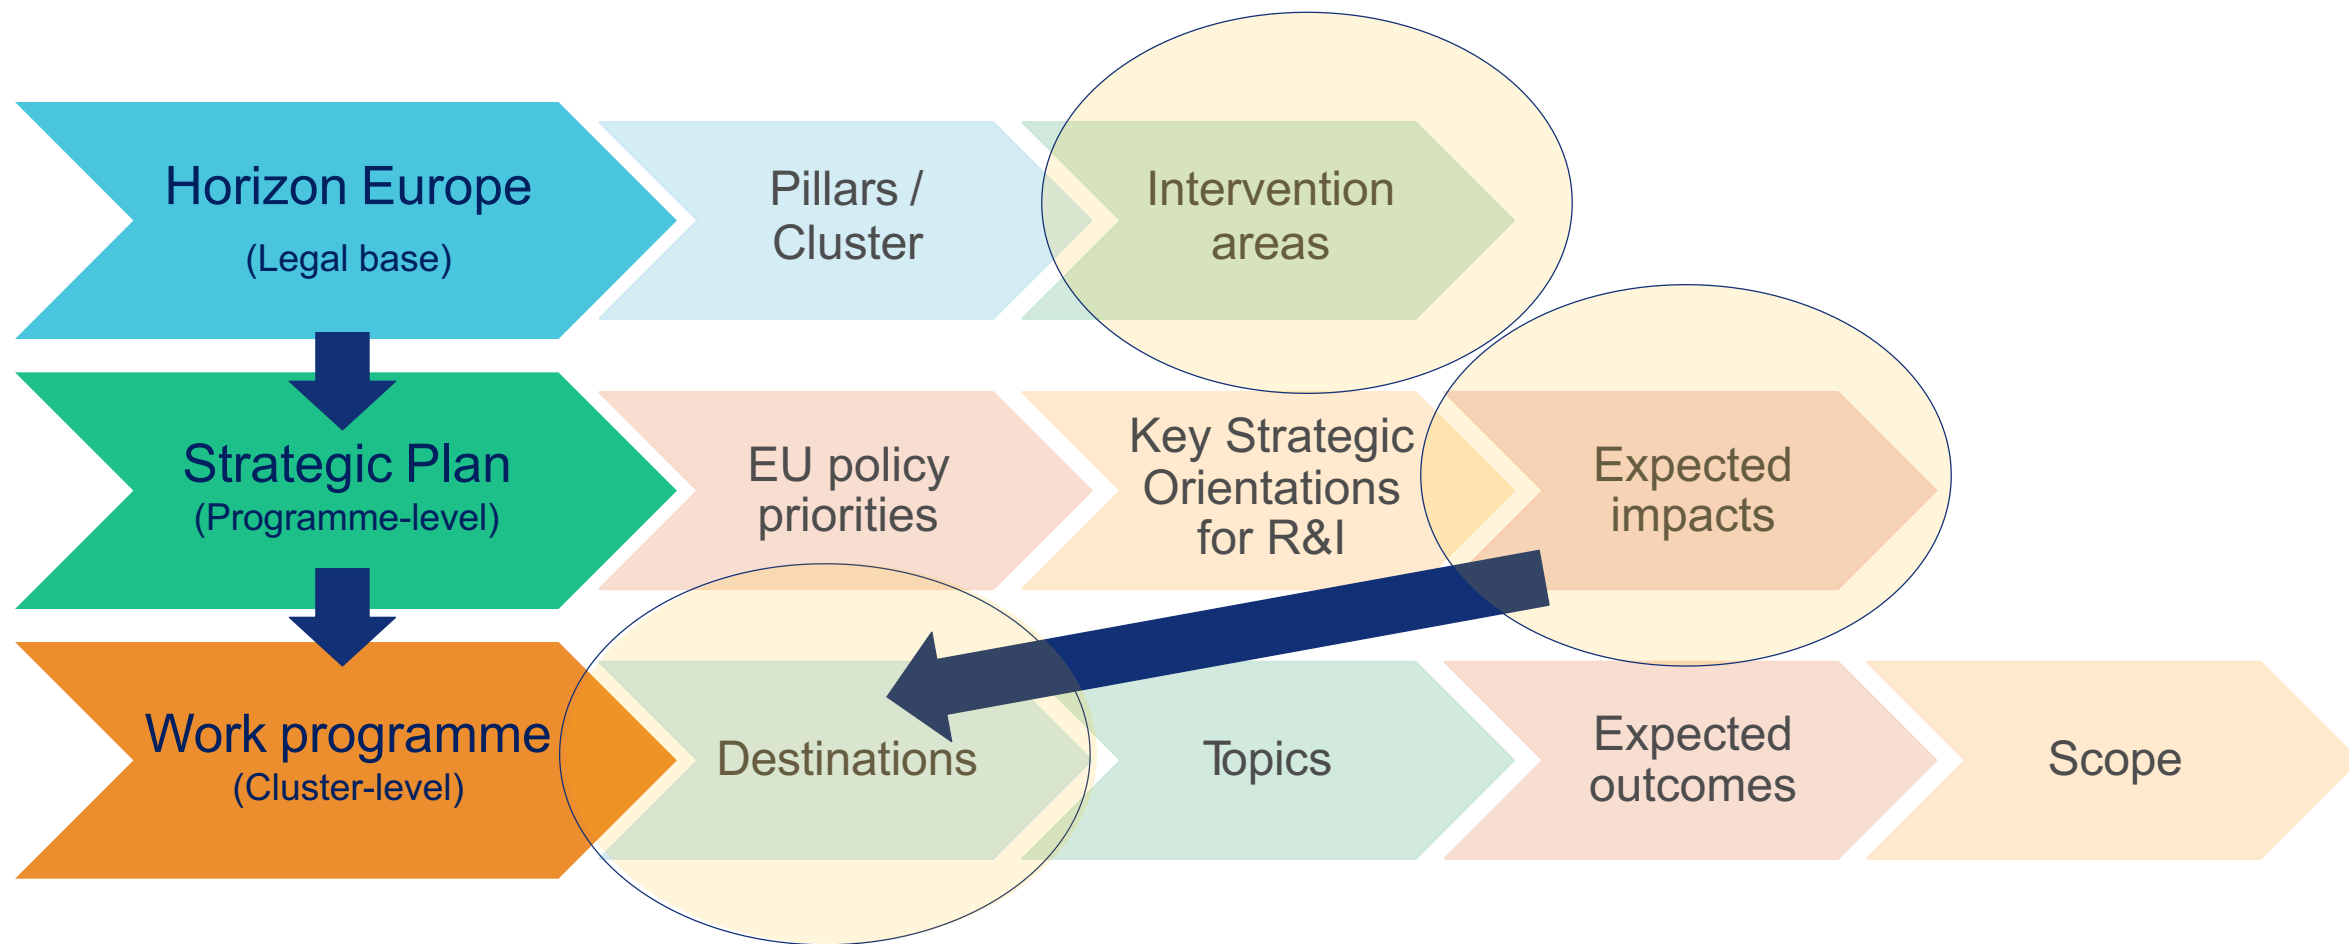 Horizon Europe
(Legal base)
Pillars /
Cluster
Intervention
areas
Strategic Plan
(Programme-level)
EU policy
priorities
Key Strategic
Orientations
for R&I
Expected
impacts
Work programme
(Cluster-level)
Destinations
Topics
Expected
outcomes
Scope